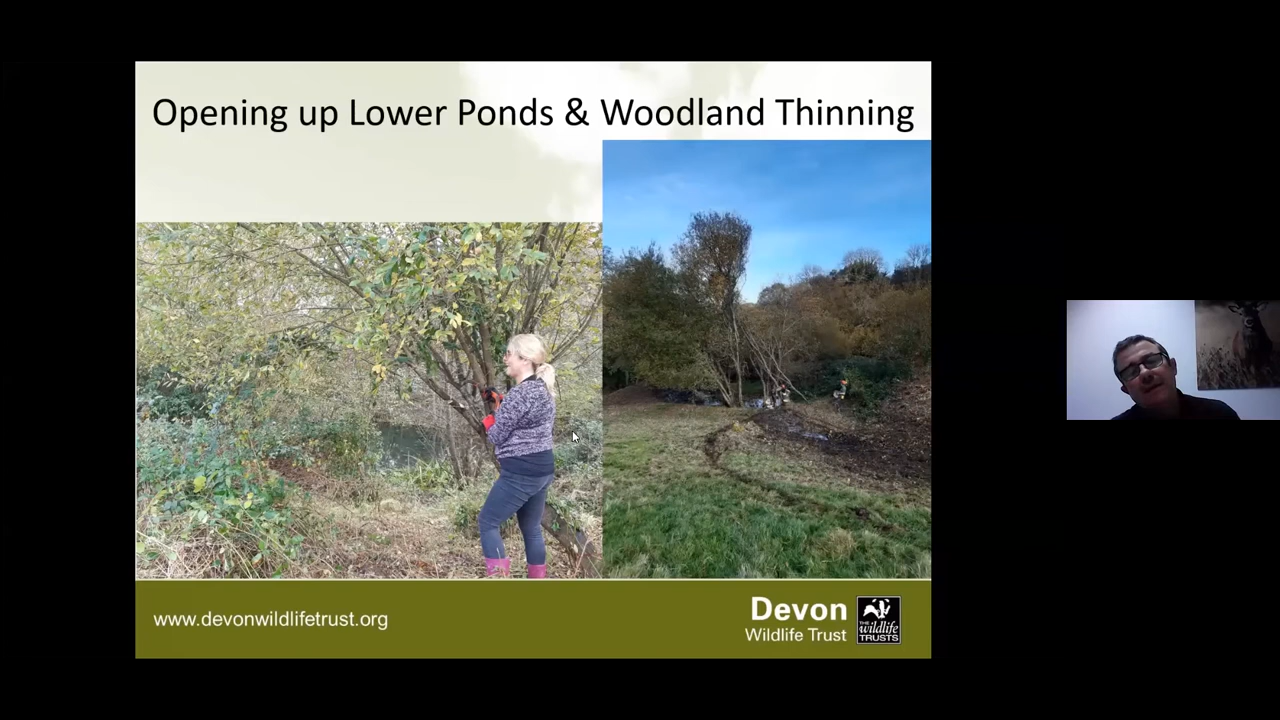 Opening up Lower Ponds & Woodland Thinning
www.devonwildlifetrust.org
Devon
Wildlife Trust
THE
wildlife
TRUSTS